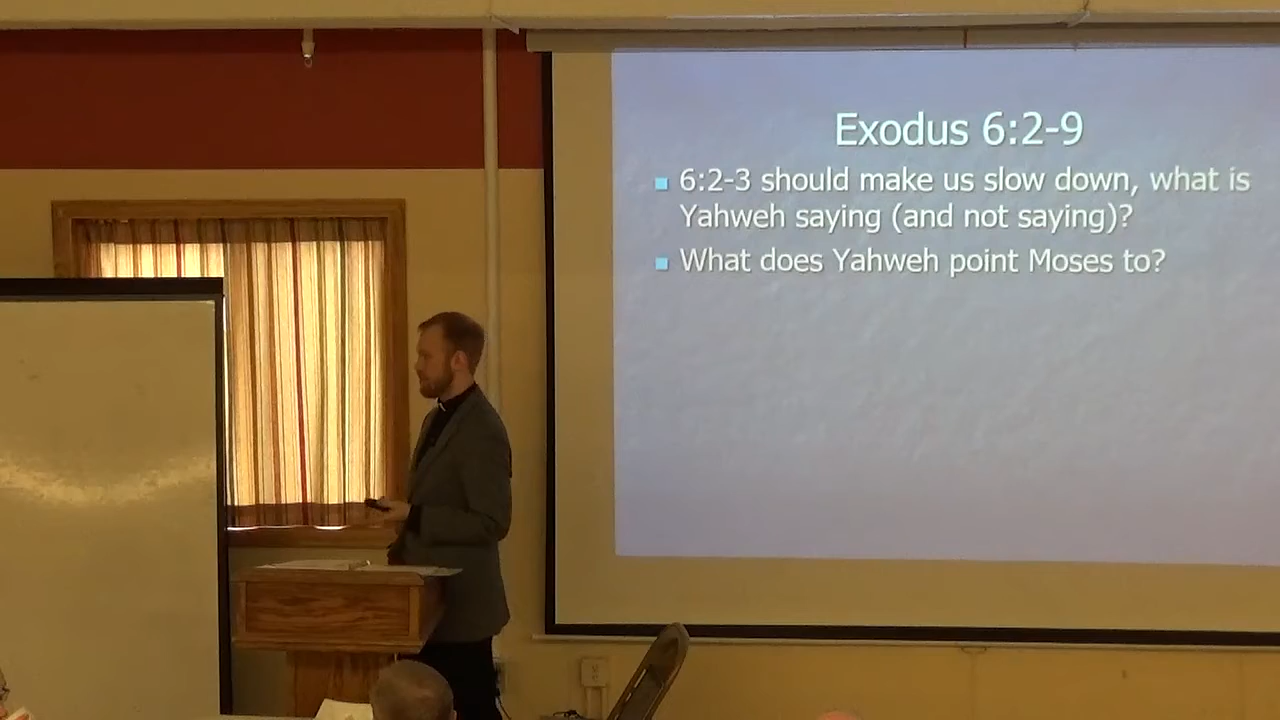 Exodus 6:2-9
6:2-3 should make us slow down, what is
Yahweh saying (and not saying)?
What does Yahweh point Moses to?